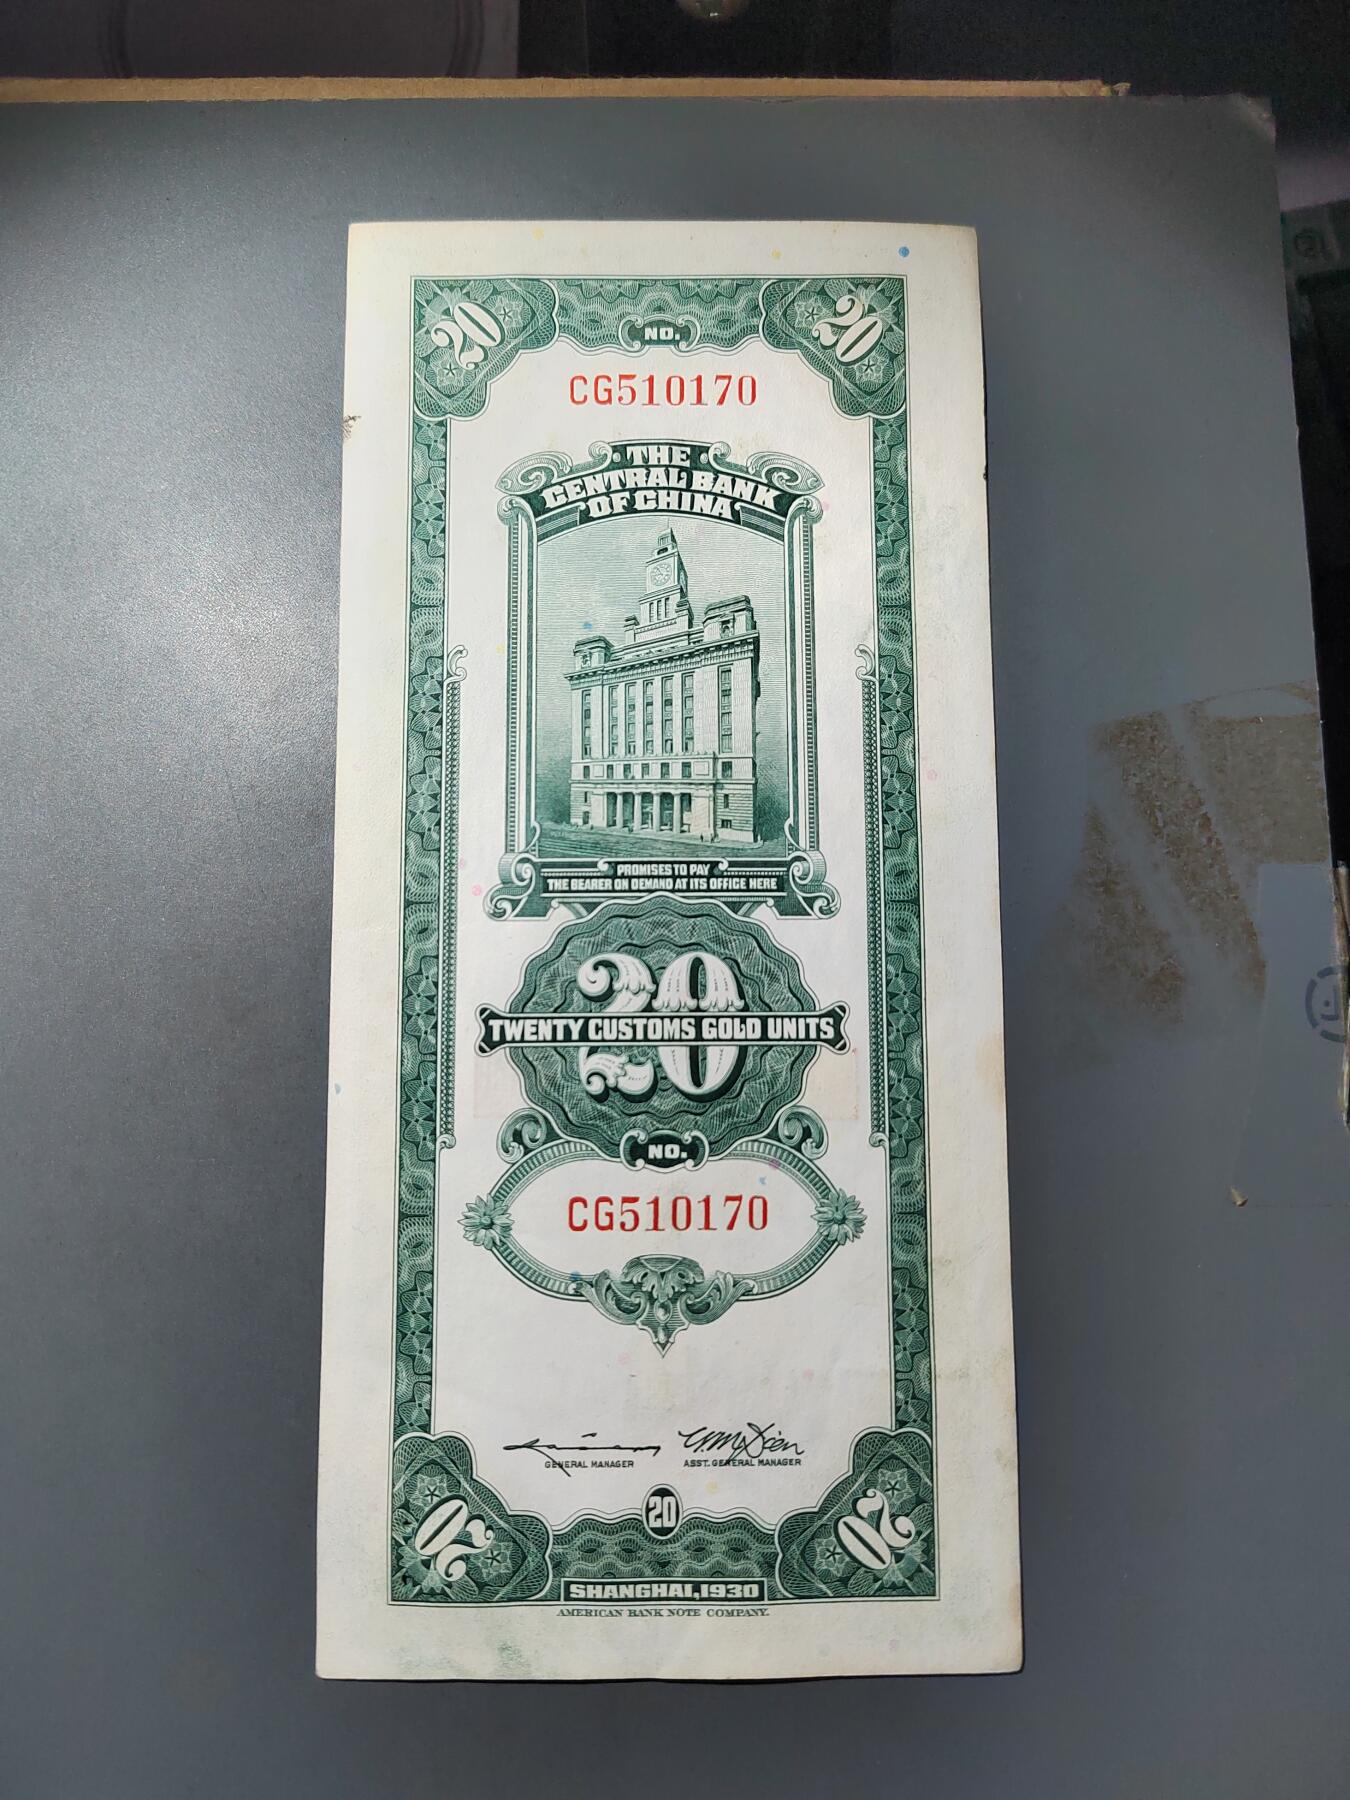 20 20
NO.
CG510170
THE
CENTRAL BANK
OF CHINA
PROMISES TO PAY
THE BEARER ON DEMAND AT ITS OFFICE HERE
20
TWENTY CUSTOMS GOLD UNITS
NO.
CG510170
GENERAL MANAGER ASST. GENERAL MANAGER
20 20 20
SHANGHAI, 1930
AMERICAN BANK NOTE COMPANY.